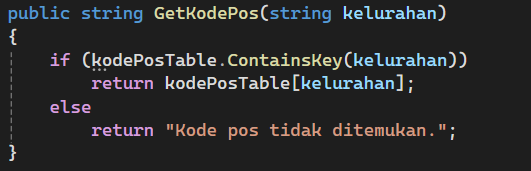 public string GetKodePos(string kelurahan)
{
    if (kodePosTable.ContainsKey(kelurahan))
        return kodePosTable[kelurahan];
    else
        return "Kode pos tidak ditemukan.";
}